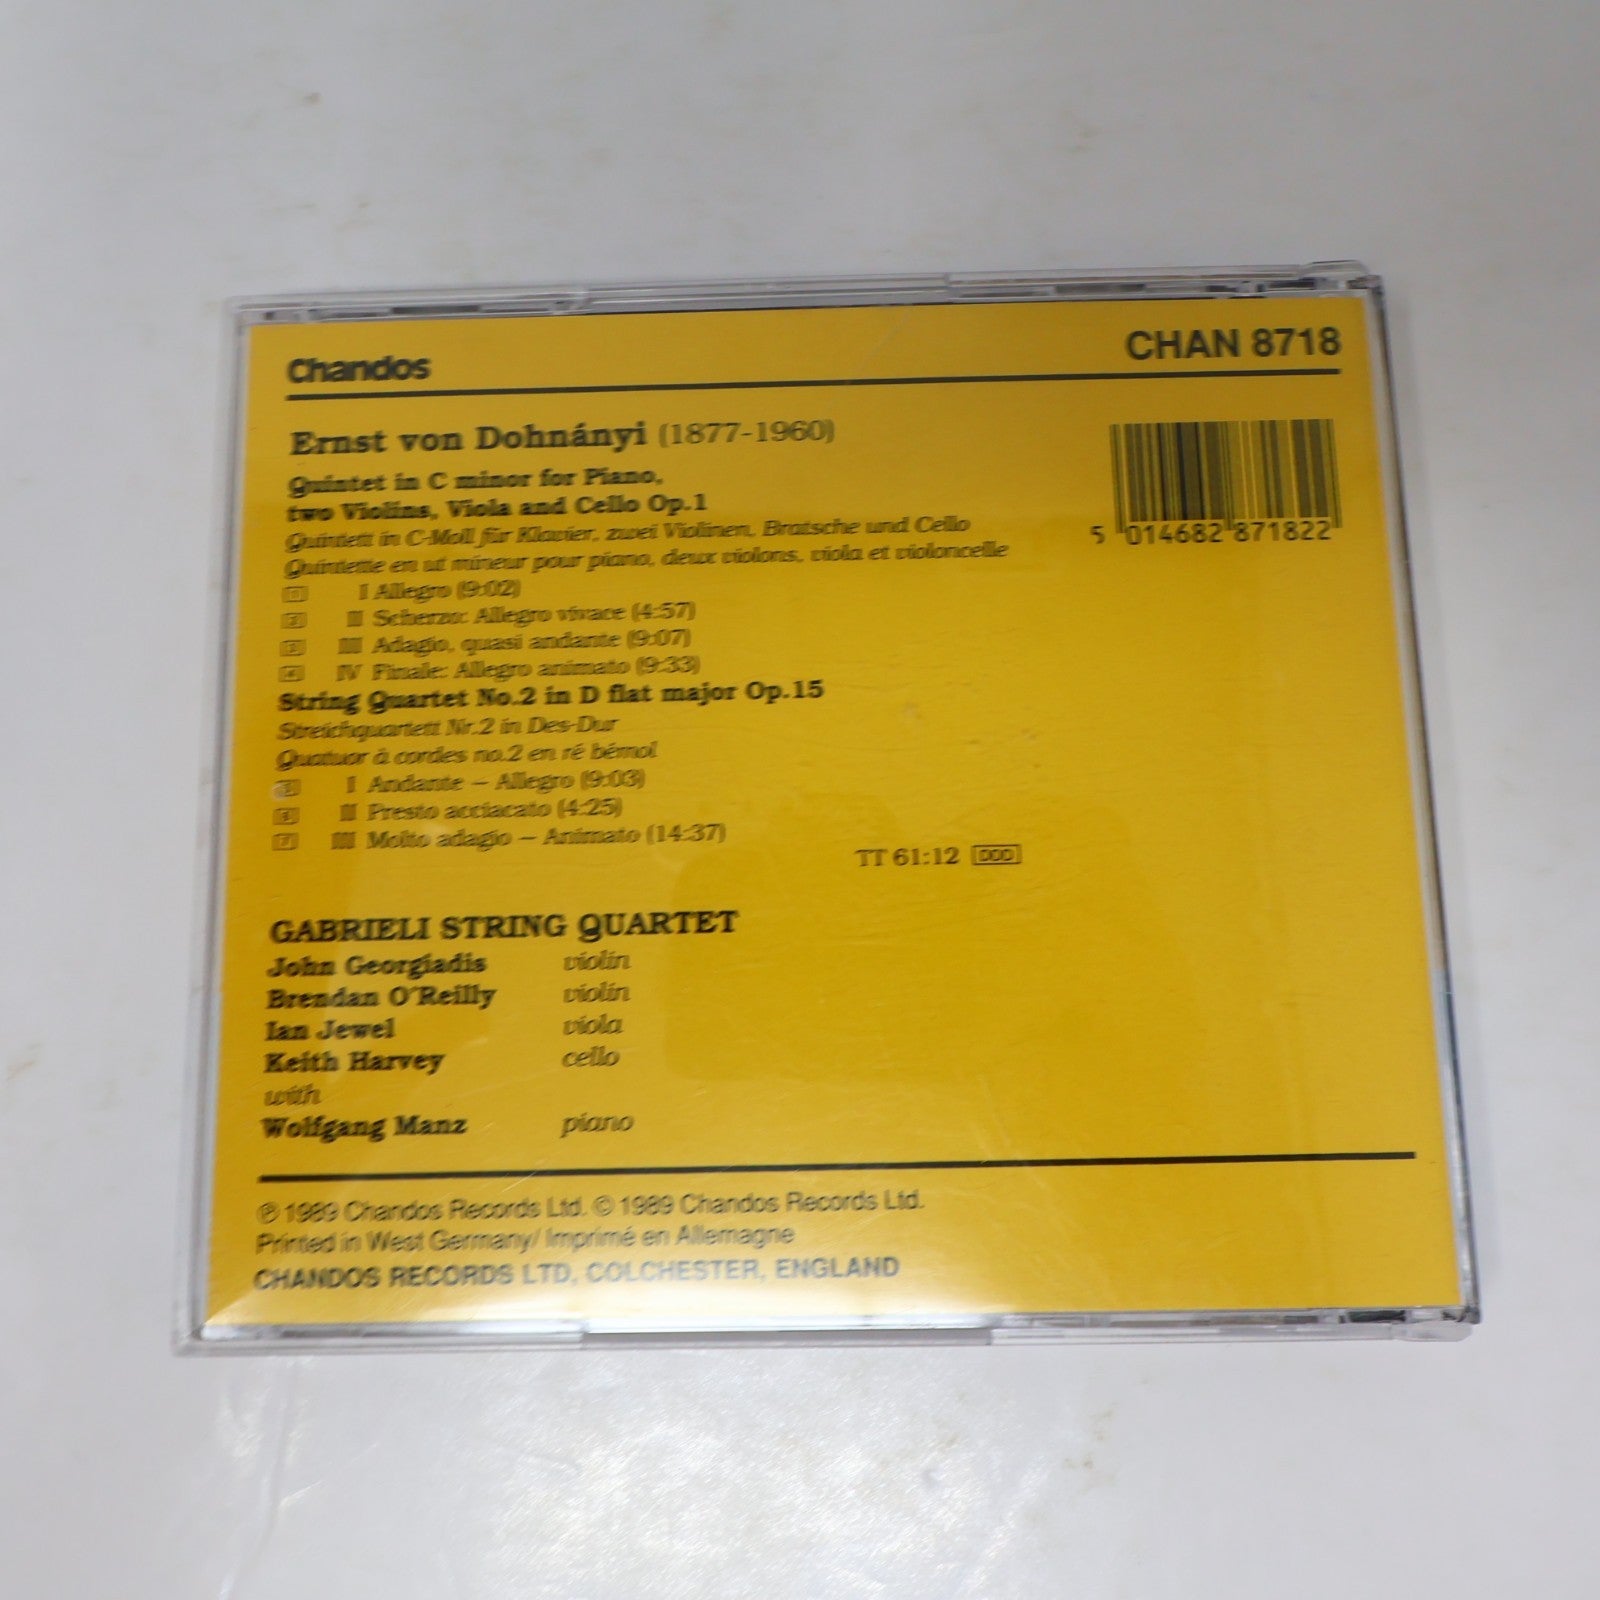 Chandos
CHAN 8718
Ernst von Dohnányi (1877-1960)
Quintet in C minor for Piano,
two Violins, Viola and Cello Op.1
Quintett in C-Moll für Klavier, zwei Violinen, Bratsche und Cello
Quintette en ut mineur pour piano, deux violons, viola et violoncelle
1 I Allegro (9:02)
2 II Scherzo: Allegro vivace (4:57)
3 III Adagio, quasi andante (9:07)
4 IV Finale: Allegro animato (9:33)
String Quartet No.2 in D flat major Op.15
Streichquartett Nr.2 in Des-Dur
Quatuor à cordes no.2 en ré bémol
5 I Andante – Allegro (9:03)
6 II Presto acciacato (4:25)
7 III Molto adagio – Animato (14:37)
TT 61:12 DDD
5 014682 871822
GABRIELI STRING QUARTET
John Georgiadis violin
Brendan O'Reilly violin
Ian Jewel viola
Keith Harvey cello
with
Wolfgang Manz piano
℗ 1989 Chandos Records Ltd. © 1989 Chandos Records Ltd.
Printed in West Germany/ Imprimé en Allemagne
CHANDOS RECORDS LTD, COLCHESTER, ENGLAND